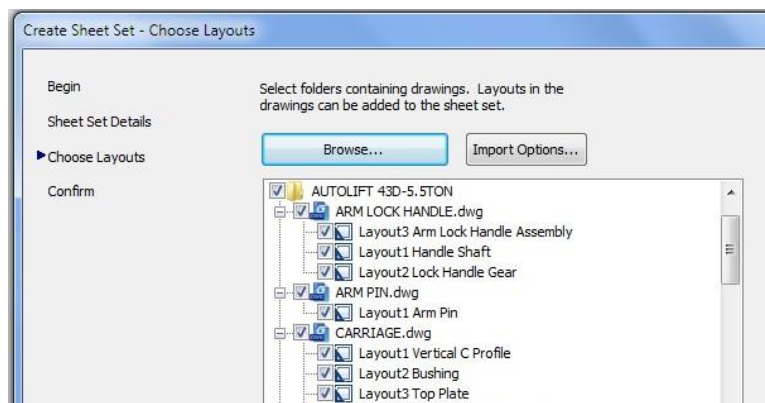 Create Sheet Set - Choose Layouts
Begin
Sheet Set Details
Choose Layouts
Confirm
Select folders containing drawings. Layouts in the
drawings can be added to the sheet set.
Browse...
Import Options...
AUTOLIFT 43D-5.5TON
ARM LOCK HANDLE.dwg
Layout3 Arm Lock Handle Assembly
Layout1 Handle Shaft
Layout2 Lock Handle Gear
ARM PIN.dwg
Layout1 Arm Pin
CARRIAGE.dwg
Layout1 Vertical C Profile
Layout2 Bushing
Layout3 Top Plate